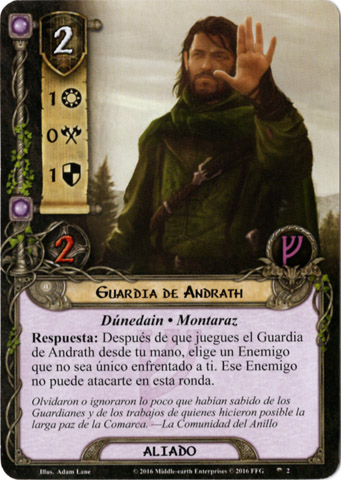 2
1
0
1
2
Guardia de Andrath
Dúnedain • Montaraz
Respuesta: Después de que juegues el Guardia
de Andrath desde tu mano, elige un Enemigo
que no sea único enfrentado a ti. Ese Enemigo
no puede atacarte en esta ronda.
Olvidaron o ignoraron lo poco que habían sabido de los
Guardianes y de los trabajos de quienes hicieron posible la
larga paz de la Comarca. —La Comunidad del Anillo
ALIADO
Illus. Adam Lane © 2016 Middle-earth Enterprises © 2016 FFG 2